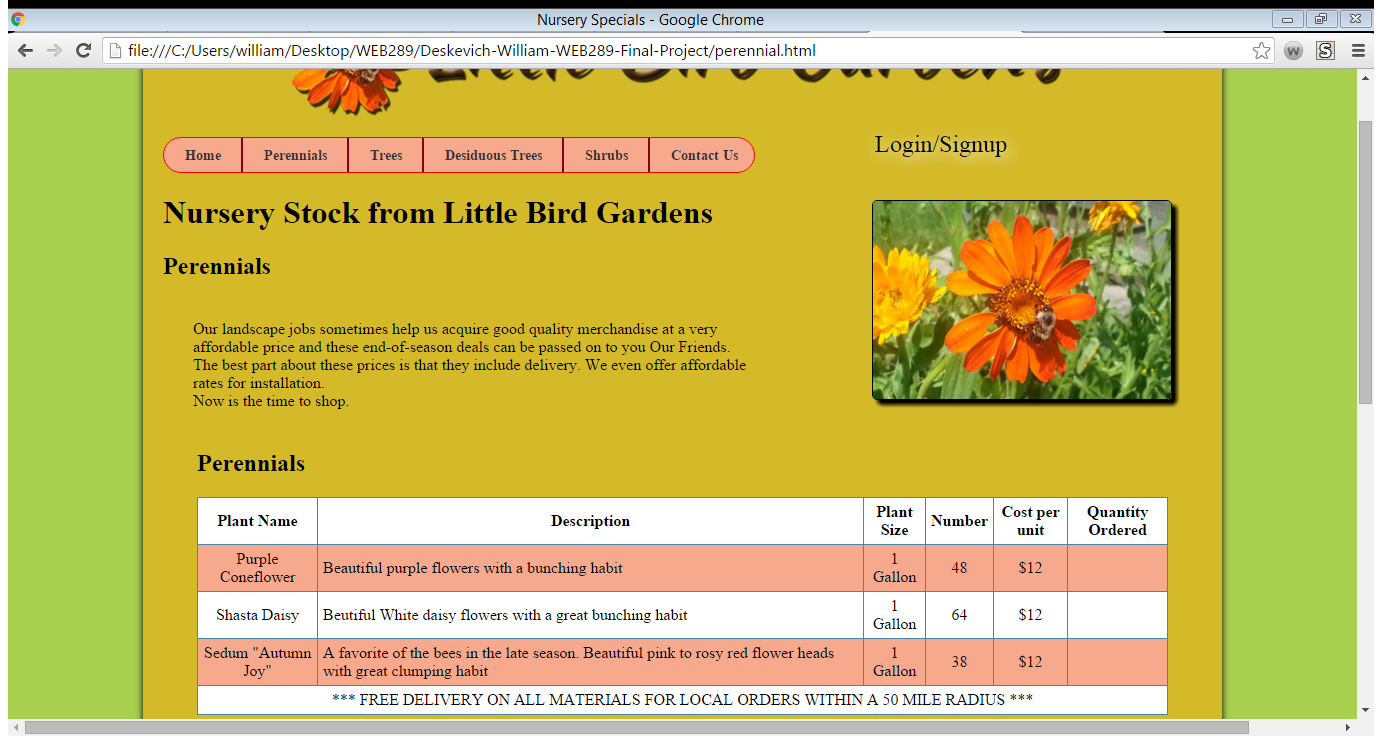 Nursery Specials - Google Chrome
file:///C:/Users/william/Desktop/WEB289/Deskevich-William-WEB289-Final-Project/perennial.html
W
S
Little Bird Gardens
Home
Perennials
Trees
Desiduous Trees
Shrubs
Contact Us
Login/Signup
Nursery Stock from Little Bird Gardens
Perennials
Our landscape jobs sometimes help us acquire good quality merchandise at a very
affordable price and these end-of-season deals can be passed on to you Our Friends.
The best part about these prices is that they include delivery. We even offer affordable
rates for installation.
Now is the time to shop.
Perennials
Plant Name
Description
Plant
Size
Number
Cost per
unit
Quantity
Ordered
Purple
Coneflower
Beautiful purple flowers with a bunching habit
1
Gallon
48
$12
Shasta Daisy
Beutiful White daisy flowers with a great bunching habit
1
Gallon
64
$12
Sedum "Autumn
Joy"
A favorite of the bees in the late season. Beautiful pink to rosy red flower heads
with great clumping habit
1
Gallon
38
$12
*** FREE DELIVERY ON ALL MATERIALS FOR LOCAL ORDERS WITHIN A 50 MILE RADIUS ***